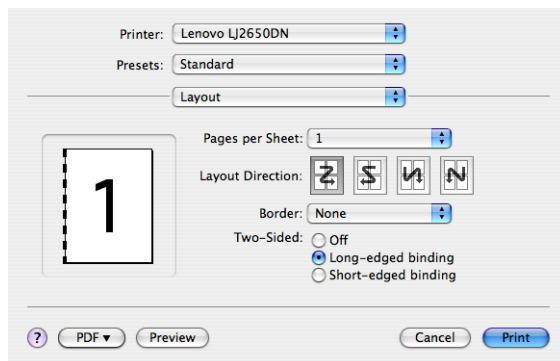 Printer: Lenovo LJ2650DN
Presets: Standard
Layout
Pages per Sheet: 1
Layout Direction:
Border: None
Two-Sided: Off
Long-edged binding
Short-edged binding
1
? PDF▼ Preview Cancel Print